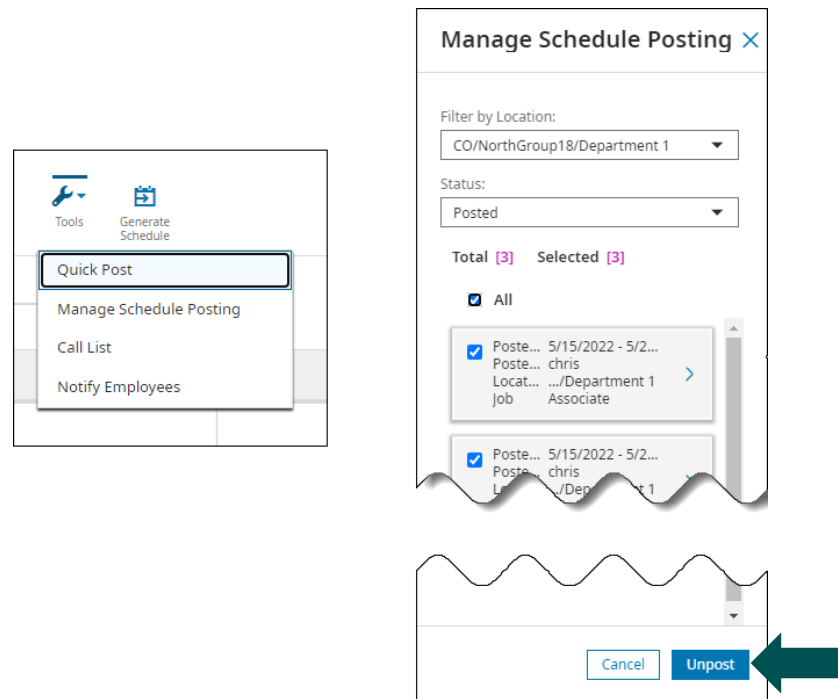 Tools
Generate
Schedule
Quick Post
Manage Schedule Posting
Call List
Notify Employees
Manage Schedule Posting
Filter by Location:
CO/NorthGroup18/Department 1
Status:
Posted
Total [3] Selected [3]
All
Poste... 5/15/2022 - 5/2...
Poste... chris
Locat... .../Department 1
Job Associate
Poste... 5/15/2022 - 5/2...
Poste... chris
Cancel Unpost